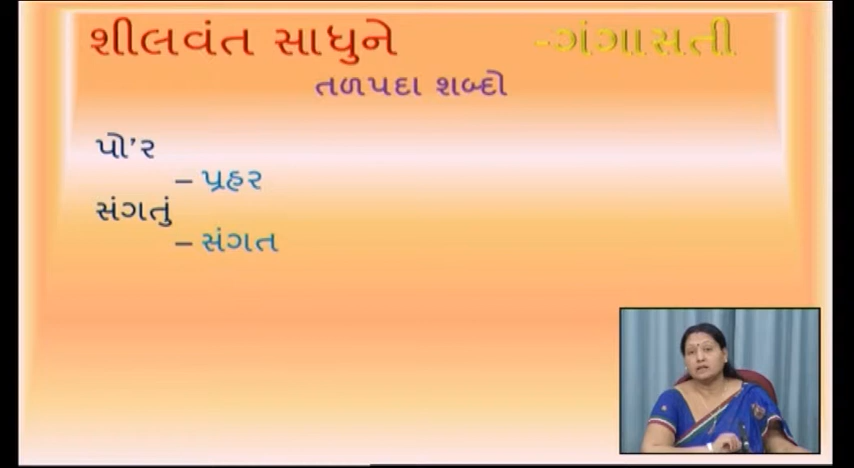 શીલવંત સાધુને -ગંગાસતી
તળપદા શબ્દો
પો'ર
– પ્રહર
સંગતું
– સંગત